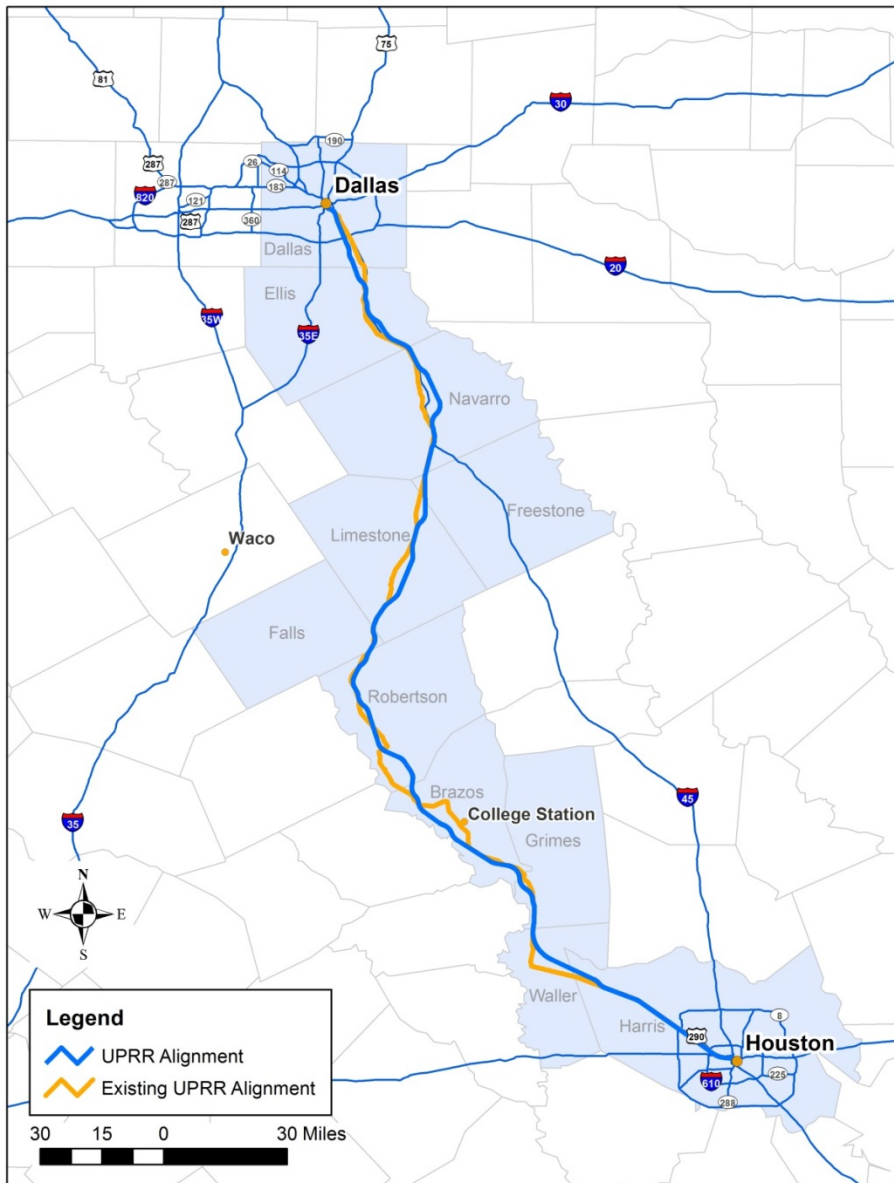 75
81
30
190
287
26
114
820
287
183
Dallas
121
287
360
Dallas
20
Ellis
35W
35E
Navarro
Freestone
Waco
Limestone
Falls
Robertson
Brazos
45
College Station
35
Grimes
N
W E
S
Waller
8
Legend
Harris
290
Houston
UPRR Alignment
225
610
Existing UPRR Alignment
288
30 15 0 30 Miles